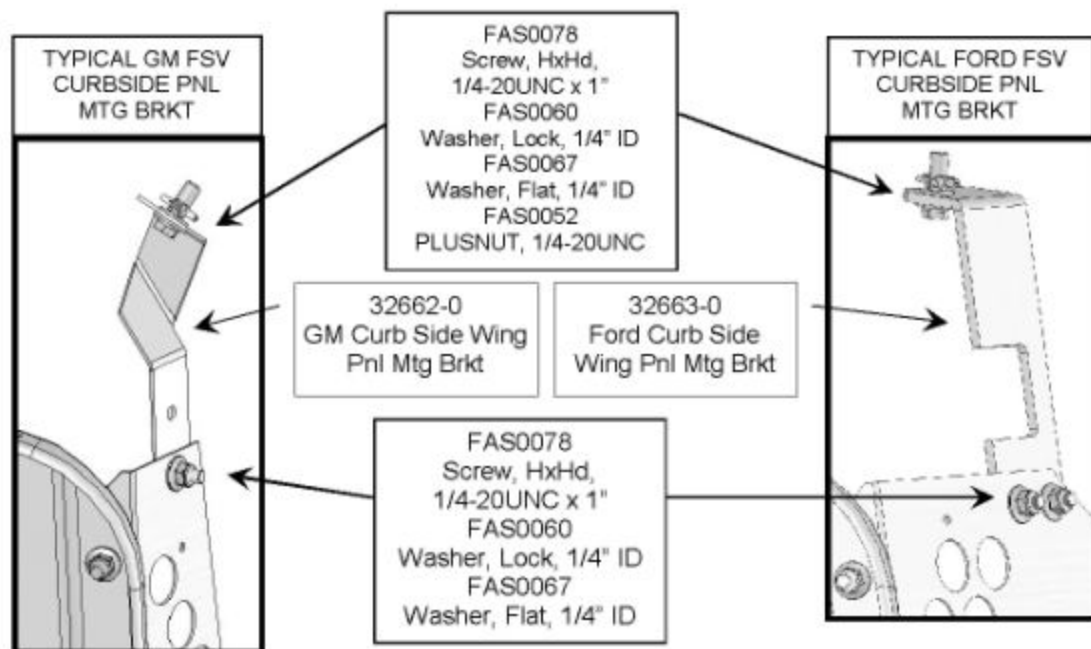 TYPICAL GM FSV
CURBSIDE PNL
MTG BRKT
FAS0078
Screw, HxHd,
1/4-20UNC x 1"
FAS0060
Washer, Lock, 1/4" ID
FAS0067
Washer, Flat, 1/4" ID
FAS0052
PLUSNUT, 1/4-20UNC
TYPICAL FORD FSV
CURBSIDE PNL
MTG BRKT
32662-0
GM Curb Side Wing
Pnl Mtg Brkt
32663-0
Ford Curb Side
Wing Pnl Mtg Brkt
FAS0078
Screw, HxHd,
1/4-20UNC x 1"
FAS0060
Washer, Lock, 1/4" ID
FAS0067
Washer, Flat, 1/4" ID